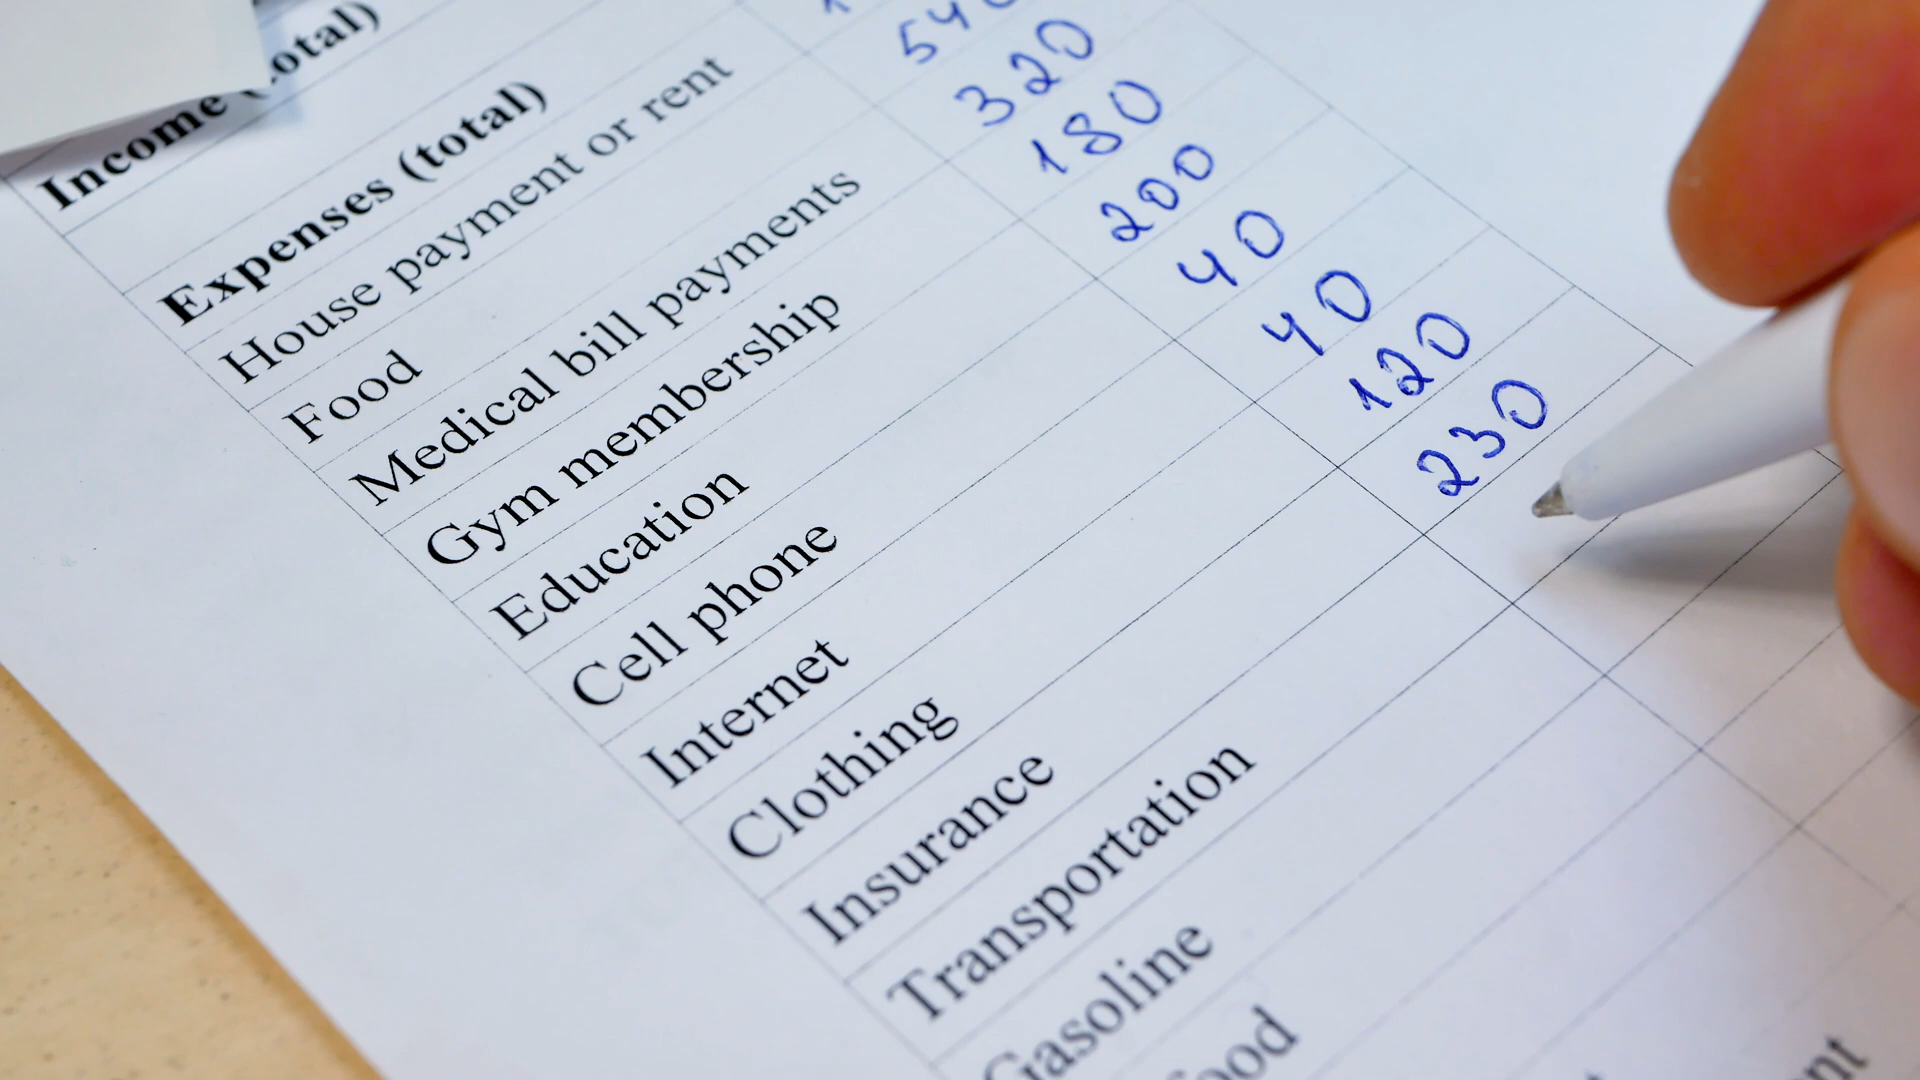 Income (total)
Expenses (total)
House payment or rent
Food 540
Medical bill payments 320
Gym membership 180
Education 200
Cell phone 40
Internet 40
Clothing 120
Insurance 230
Transportation
Gasoline